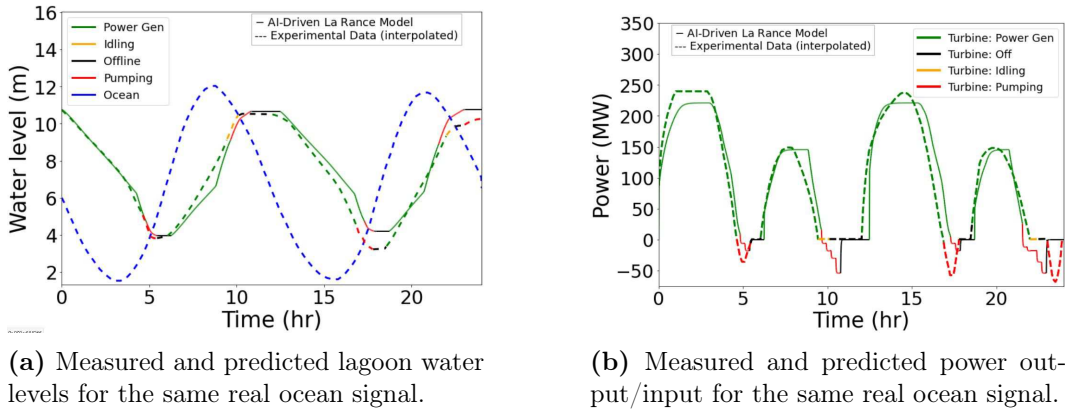 16
14
12
10
8
6
4
2
Water level (m)
Power Gen
Idling
Offline
Pumping
Ocean
AI-Driven La Rance Model
Experimental Data (interpolated)
0
5
10
15
20
Time (hr)
350
300
250
200
150
100
50
0
−50
Power (MW)
AI-Driven La Rance Model
Experimental Data (interpolated)
Turbine: Power Gen
Turbine: Off
Turbine: Idling
Turbine: Pumping
0
5
10
15
20
Time (hr)
(a) Measured and predicted lagoon water
levels for the same real ocean signal.
(b) Measured and predicted power out-
put/input for the same real ocean signal.